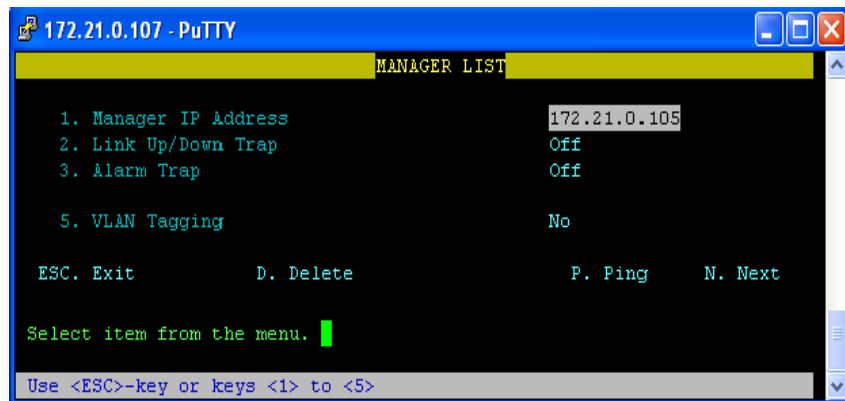 172.21.0.107 - PuTTY
MANAGER LIST
1. Manager IP Address 172.21.0.105
2. Link Up/Down Trap Off
3. Alarm Trap Off
5. VLAN Tagging No
ESC. Exit D. Delete P. Ping N. Next
Select item from the menu.
Use <ESC>-key or keys <1> to <5>